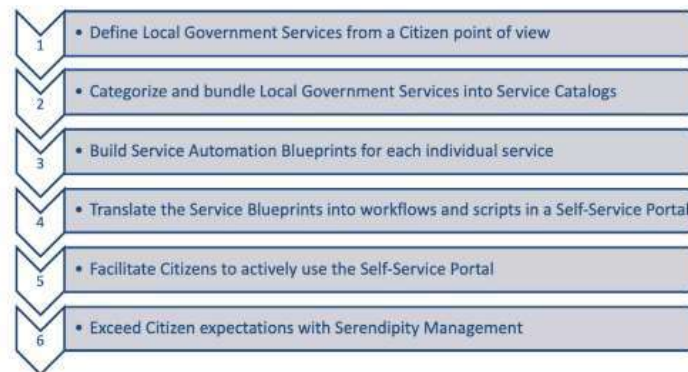 1
• Define Local Government Services from a Citizen point of view
2
• Categorize and bundle Local Government Services into Service Catalogs
3
• Build Service Automation Blueprints for each individual service
4
• Translate the Service Blueprints into workflows and scripts in a Self-Service Portal
5
• Facilitate Citizens to actively use the Self-Service Portal
6
• Exceed Citizen expectations with Serendipity Management